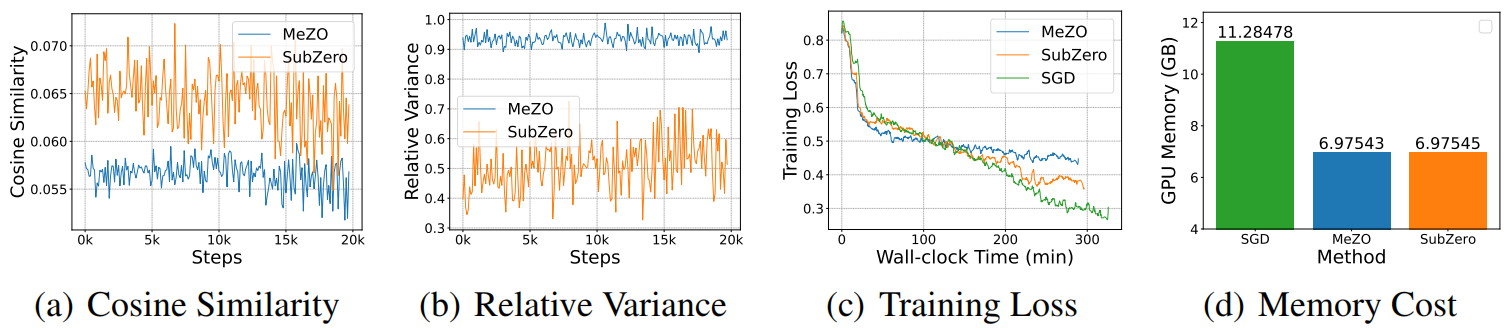 Cosine Similarity
0.070
0.065
0.060
0.055
MeZO
SubZero
0k 5k 10k 15k 20k
Steps
(a) Cosine Similarity
Relative Variance
1.0
0.9
0.8
0.7
0.6
0.5
0.4
0.3
MeZO
SubZero
0k 5k 10k 15k 20k
Steps
(b) Relative Variance
Training Loss
0.8
0.7
0.6
0.5
0.4
0.3
MeZO
SubZero
SGD
0 100 200 300
Wall-clock Time (min)
(c) Training Loss
GPU Memory (GB)
12
10
8
6
4
11.28478
6.97543
6.97545
SGD MeZO SubZero
Method
(d) Memory Cost